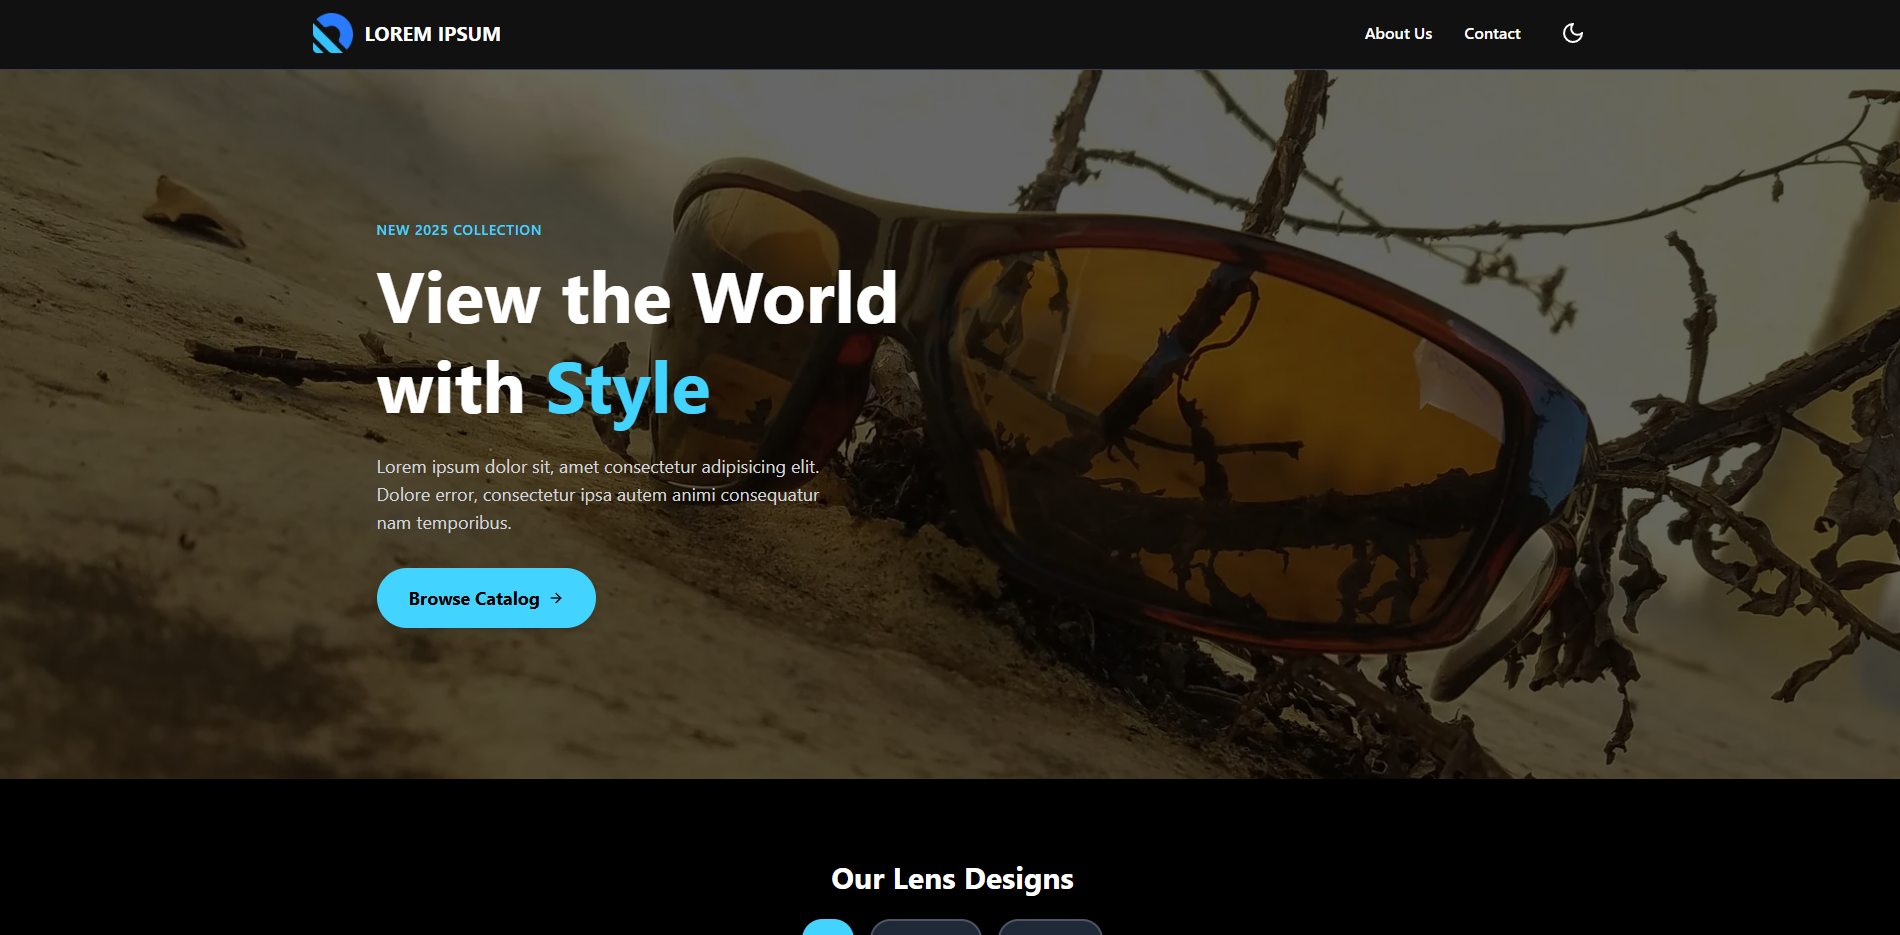 LOREM IPSUM
About Us
Contact
NEW 2025 COLLECTION
View the World
with Style
Lorem ipsum dolor sit, amet consectetur adipisicing elit.
Dolore error, consectetur ipsa autem animi consequatur
nam temporibus.
Browse Catalog →
Our Lens Designs